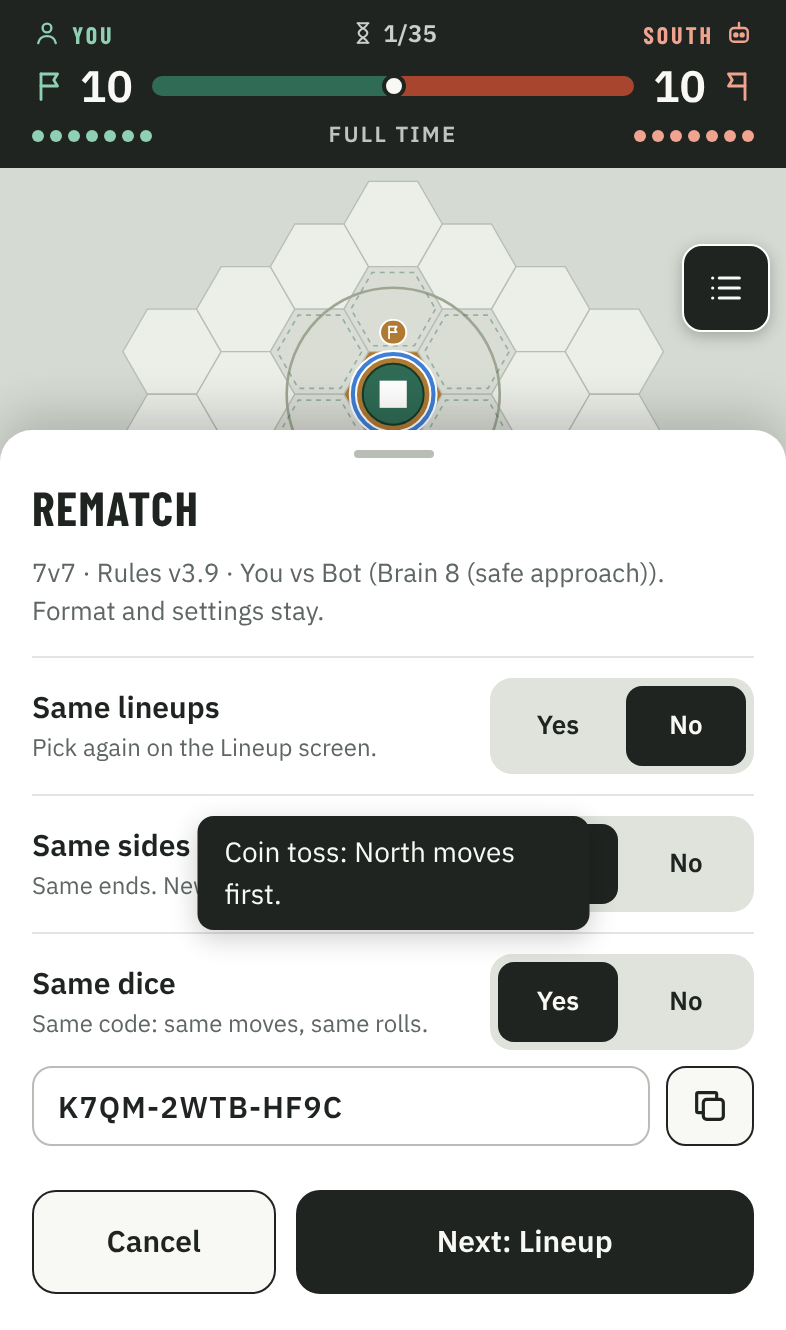 YOU
1/35
SOUTH
10
10
FULL TIME
REMATCH
7v7 · Rules v3.9 · You vs Bot (Brain 8 (safe approach)).
Format and settings stay.
Same lineups
Pick again on the Lineup screen.
Yes
No
Same sides
Same ends.
Coin toss: North moves
first.
No
Same dice
Same code: same moves, same rolls.
Yes
No
K7QM-2WTB-HF9C
Cancel
Next: Lineup